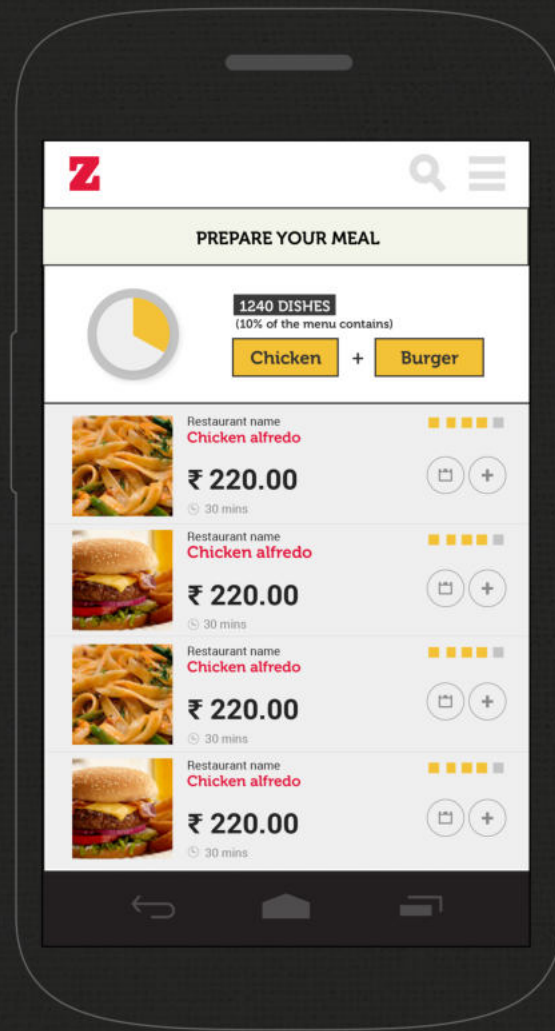 Z
PREPARE YOUR MEAL
1240 DISHES
(10% of the menu contains)
Chicken + Burger
Restaurant name
Chicken alfredo
₹ 220.00
30 mins
Restaurant name
Chicken alfredo
₹ 220.00
30 mins
Restaurant name
Chicken alfredo
₹ 220.00
30 mins
Restaurant name
Chicken alfredo
₹ 220.00
30 mins